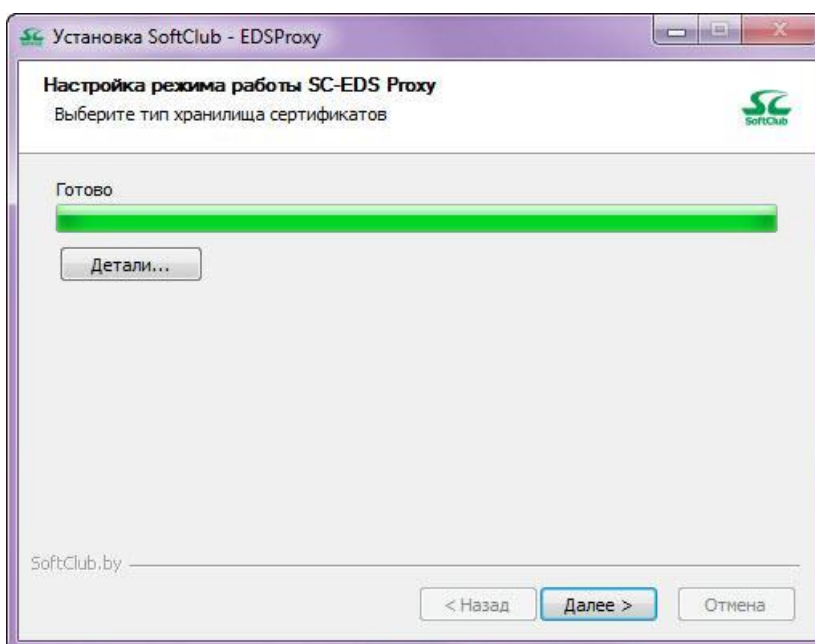 Установка SoftClub - EDSProxy
Настройка режима работы SC-EDS Proxy
Выберите тип хранилища сертификатов
SC
SoftClub
Готово
Детали...
SoftClub.by
< Назад
Далее >
Отмена